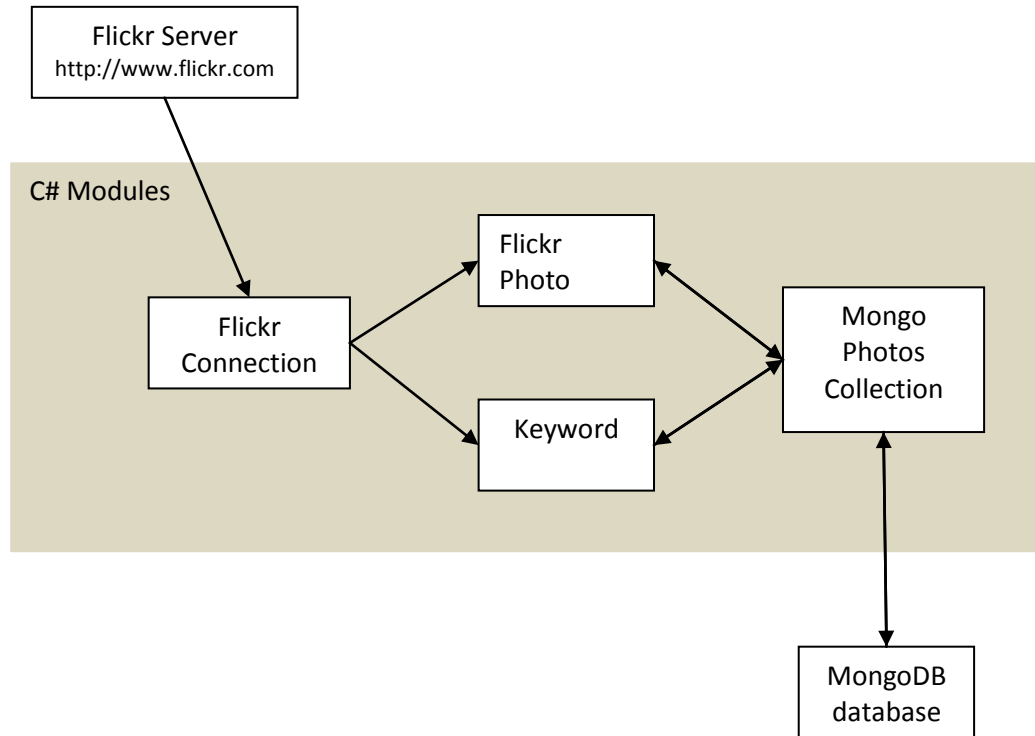 Flickr Server
http://www.flickr.com
C# Modules
Flickr
Photo
Flickr
Connection
Keyword
Mongo
Photos
Collection
MongoDB
database